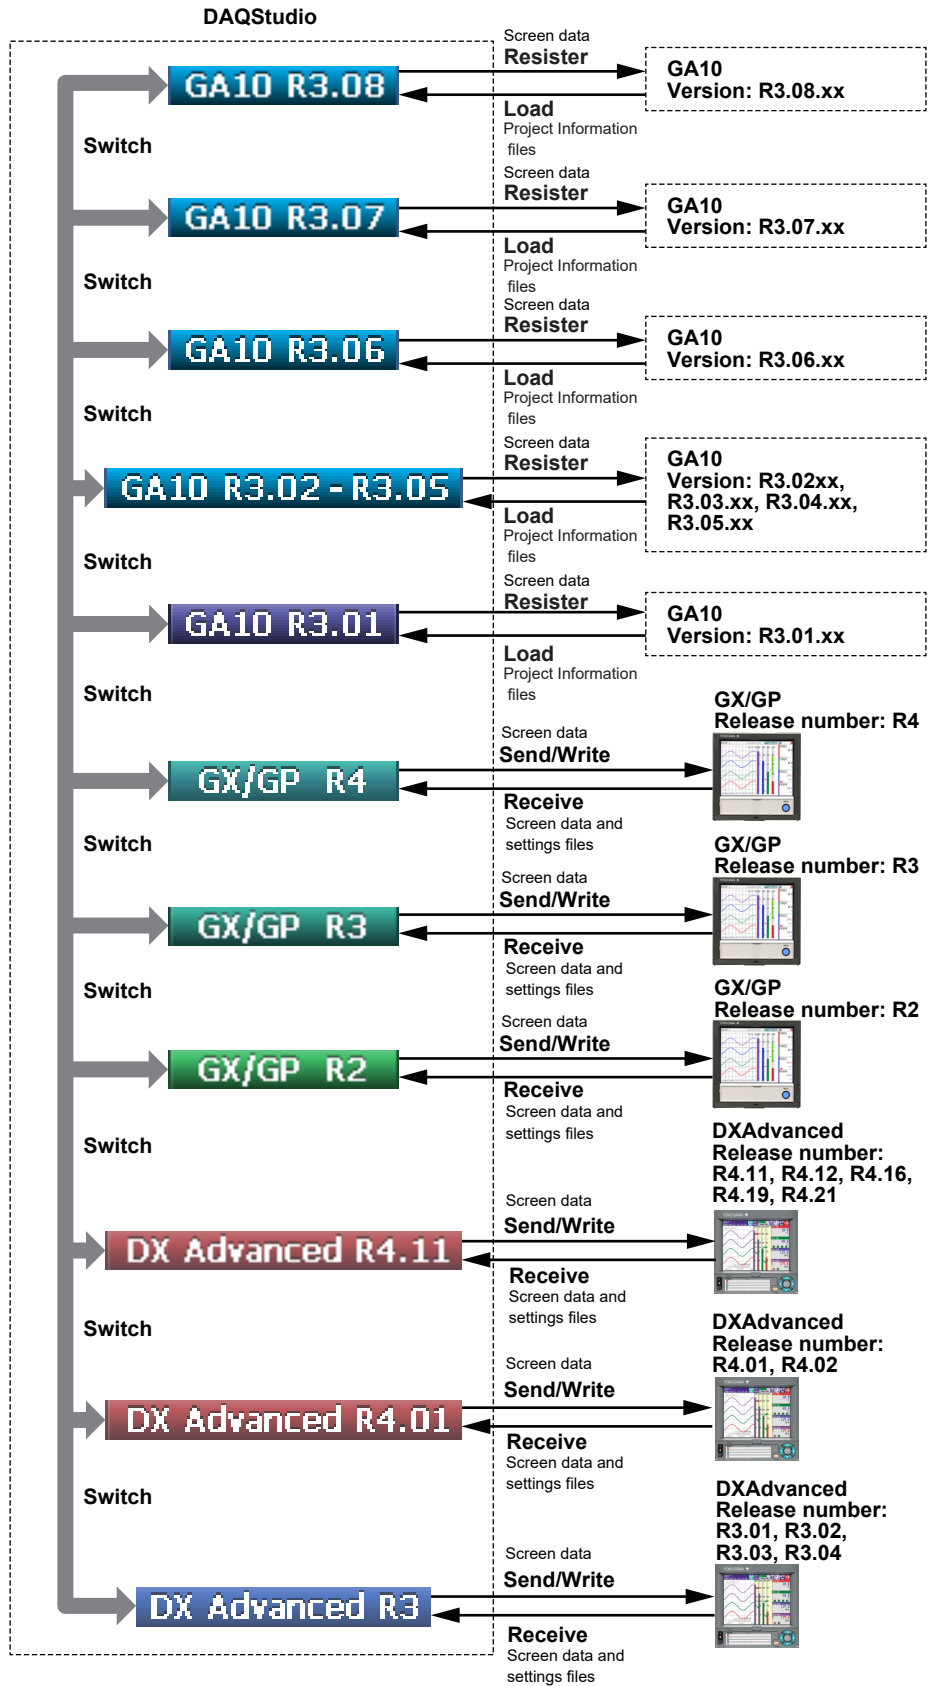 DAQStudio
Screen data
Resister
GA10 R3.08
GA10
Version: R3.08.xx
Load
Project Information
files
Switch
Screen data
Resister
GA10 R3.07
GA10
Version: R3.07.xx
Load
Project Information
files
Switch
Screen data
Resister
GA10 R3.06
GA10
Version: R3.06.xx
Load
Project Information
files
Switch
Screen data
Resister
GA10 R3.02 - R3.05
GA10
Version: R3.02xx,
R3.03.xx, R3.04.xx,
R3.05.xx
Load
Project Information
files
Switch
Screen data
Resister
GA10 R3.01
GA10
Version: R3.01.xx
Load
Project Information
files
Switch
GX/GP
Release number: R4
Screen data
Send/Write
GX/GP R4
Receive
Screen data and
settings files
Switch
GX/GP
Release number: R3
Screen data
Send/Write
GX/GP R3
Receive
Screen data and
settings files
Switch
GX/GP
Release number: R2
Screen data
Send/Write
GX/GP R2
Receive
Screen data and
settings files
Switch
DXAdvanced
Release number:
R4.11, R4.12, R4.16,
R4.19, R4.21
Screen data
Send/Write
DX Advanced R4.11
Receive
Screen data and
settings files
Switch
DXAdvanced
Release number:
R4.01, R4.02
Screen data
Send/Write
DX Advanced R4.01
Receive
Screen data and
settings files
Switch
DXAdvanced
Release number:
R3.01, R3.02,
R3.03, R3.04
Screen data
Send/Write
DX Advanced R3
Receive
Screen data and
settings files